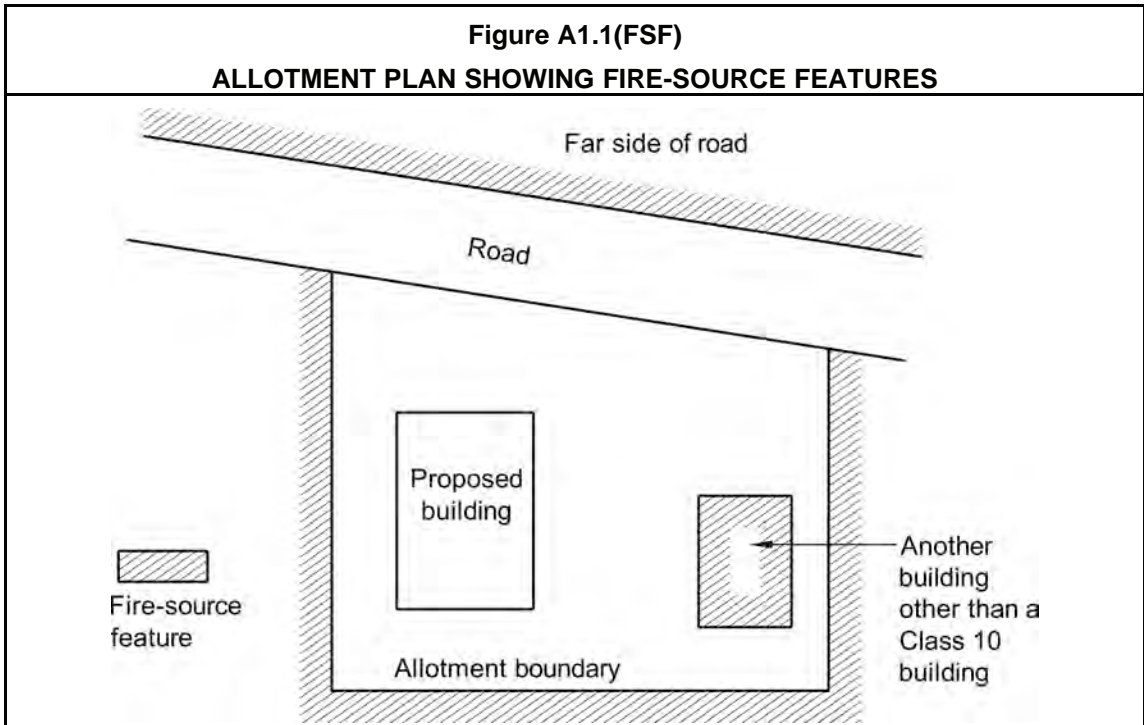 Figure A1.1(FSF)
ALLOTMENT PLAN SHOWING FIRE-SOURCE FEATURES
Far side of road
Road
Proposed
building
Another
building
other than a
Class 10
building
Fire-source
feature
Allotment boundary